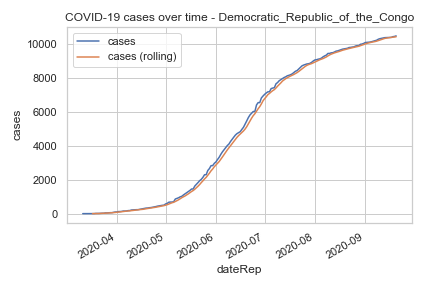 COVID-19 cases over time - Democratic_Republic_of_the_Congo
cases
cases (rolling)
10000
8000
6000
4000
2000
0
cases
2020-04
2020-05
2020-06
2020-07
2020-08
2020-09
dateRep